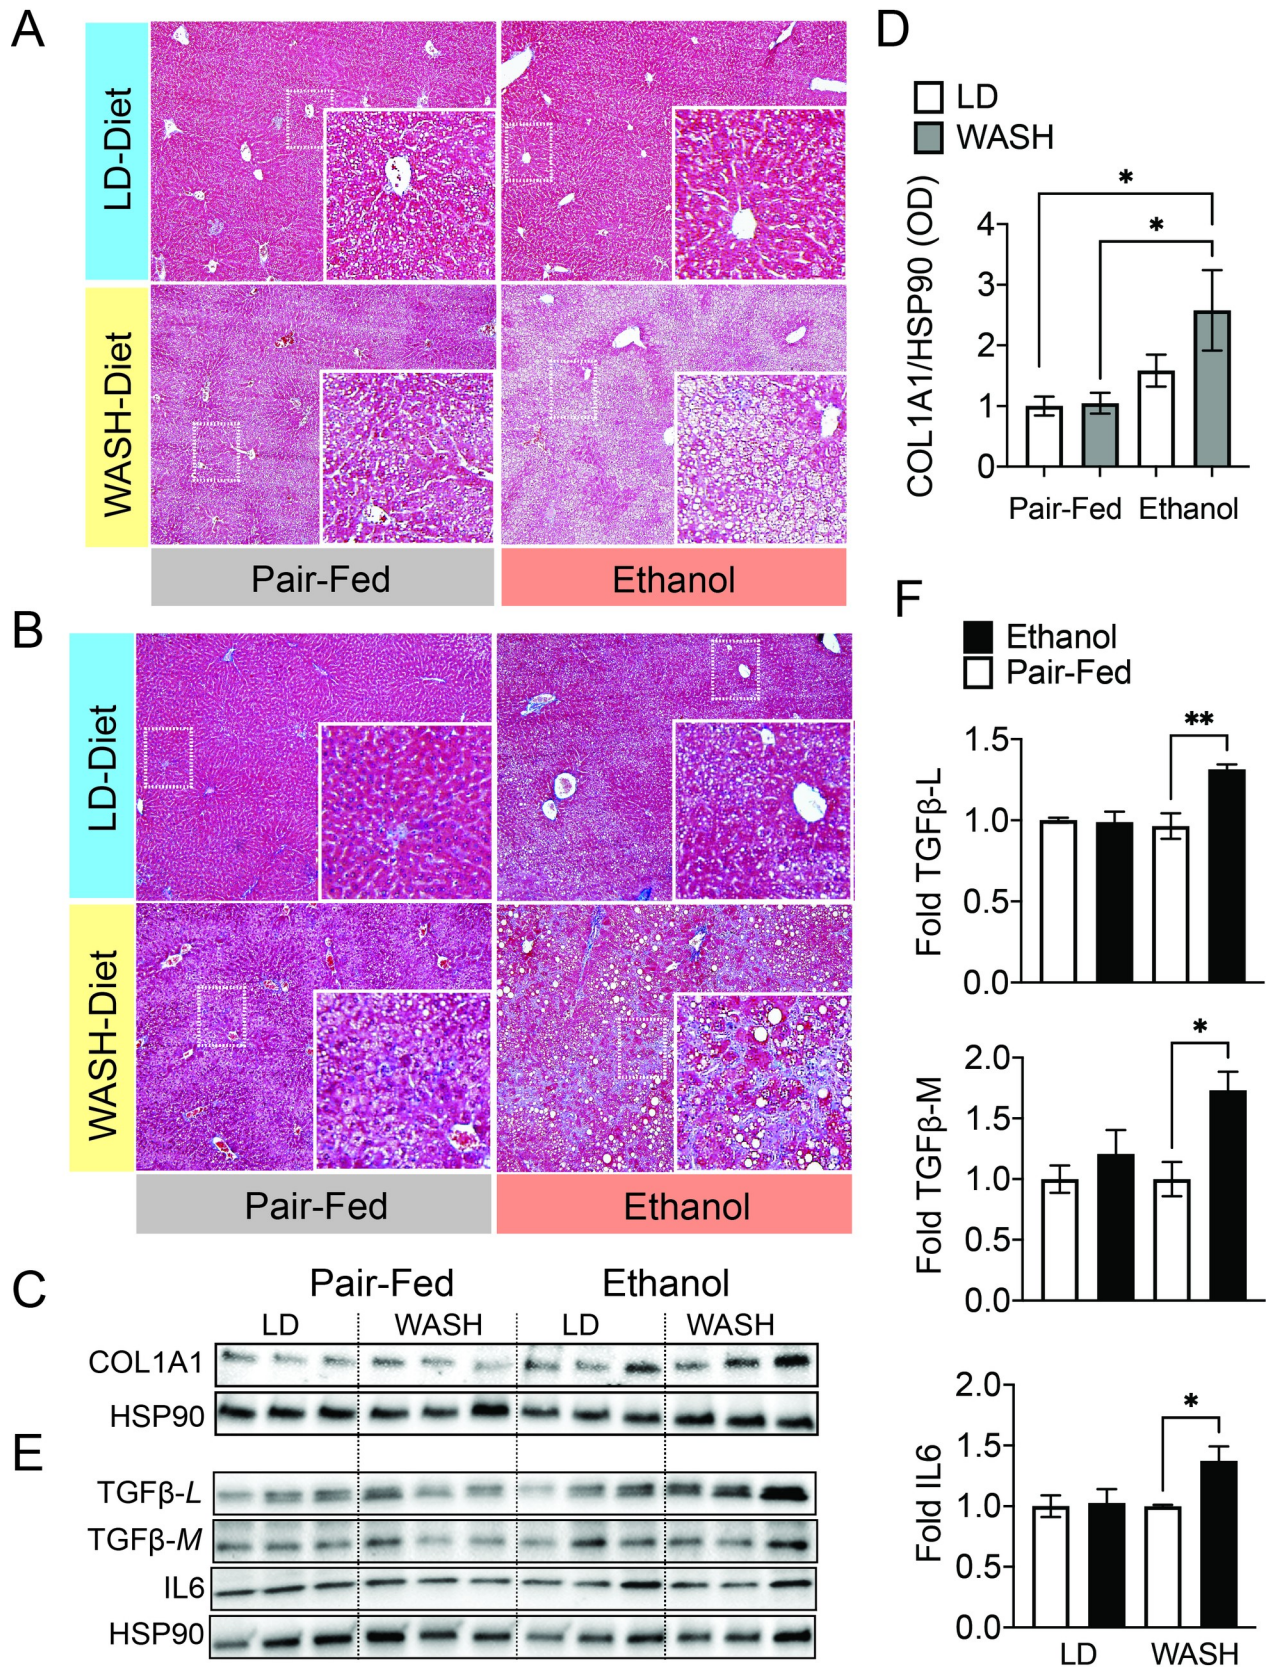 A
LD-Diet
WASH-Diet
Pair-Fed
Ethanol
B
LD-Diet
WASH-Diet
Pair-Fed
Ethanol
C
Pair-Fed
Ethanol
LD
WASH
LD
WASH
COL1A1
HSP90
E
TGFβ-L
TGFβ-M
IL6
HSP90
D
LD
WASH
COL1A1/HSP90 (OD)
*
*
4
3
2
1
0
Pair-Fed
Ethanol
F
Ethanol
Pair-Fed
Fold TGFβ-L
**
1.5
1.0
0.5
0.0
Fold TGFβ-M
*
2.0
1.5
1.0
0.5
0.0
Fold IL6
*
2.0
1.5
1.0
0.5
0.0
LD
WASH